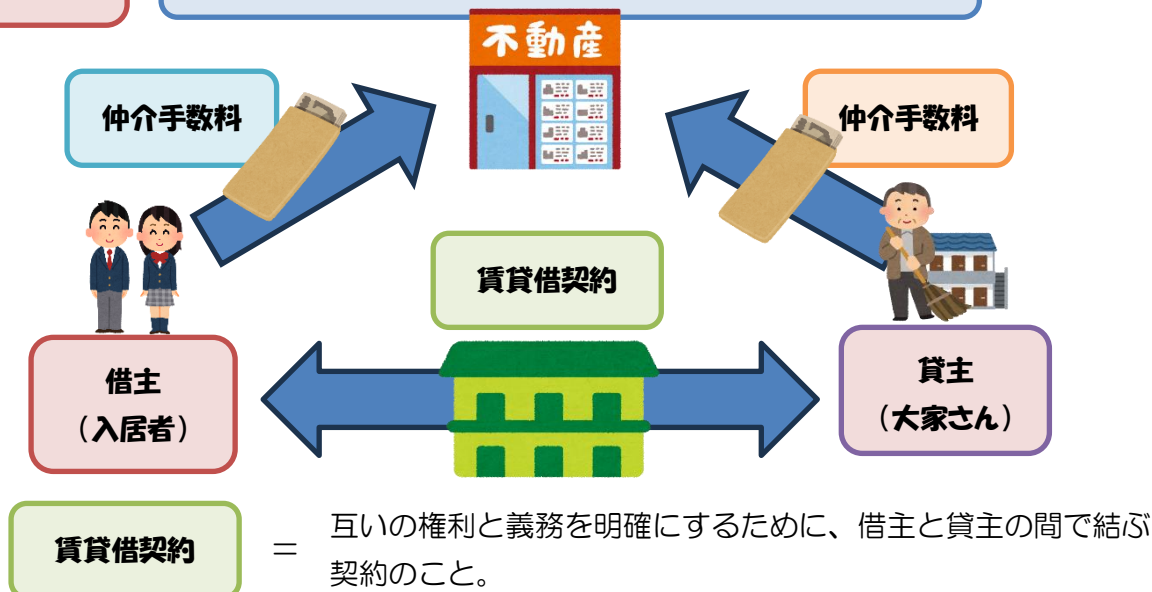 不動産
仲介手数料
仲介手数料
賃貸借契約
借主
（入居者）
貸主
（大家さん）
賃貸借契約
＝
互いの権利と義務を明確にするために、借主と貸主の間で結ぶ
契約のこと。